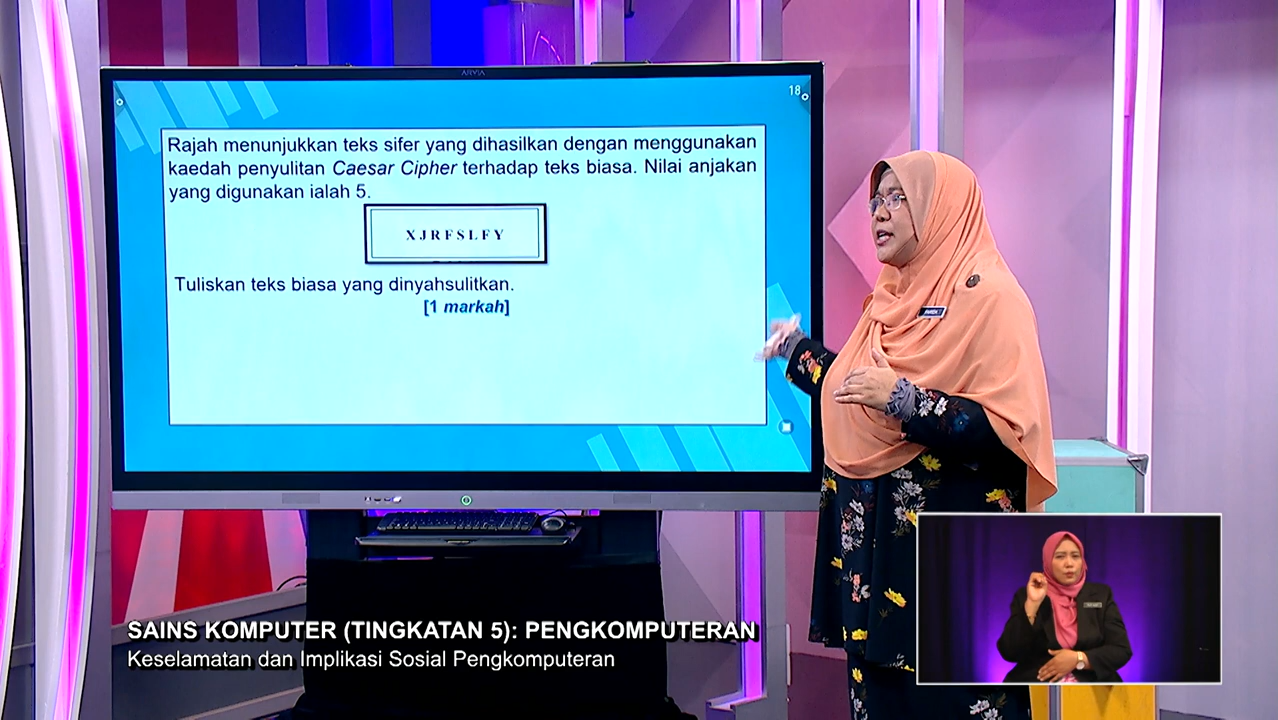 ARVIA
18
Rajah menunjukkan teks sifer yang dihasilkan dengan menggunakan
kaedah penyulitan Caesar Cipher terhadap teks biasa. Nilai anjakan
yang digunakan ialah 5.
X J R F S L F Y
Tuliskan teks biasa yang dinyahsulitkan.
[1 markah]
SAINS KOMPUTER (TINGKATAN 5): PENGKOMPUTERAN
Keselamatan dan Implikasi Sosial Pengkomputeran